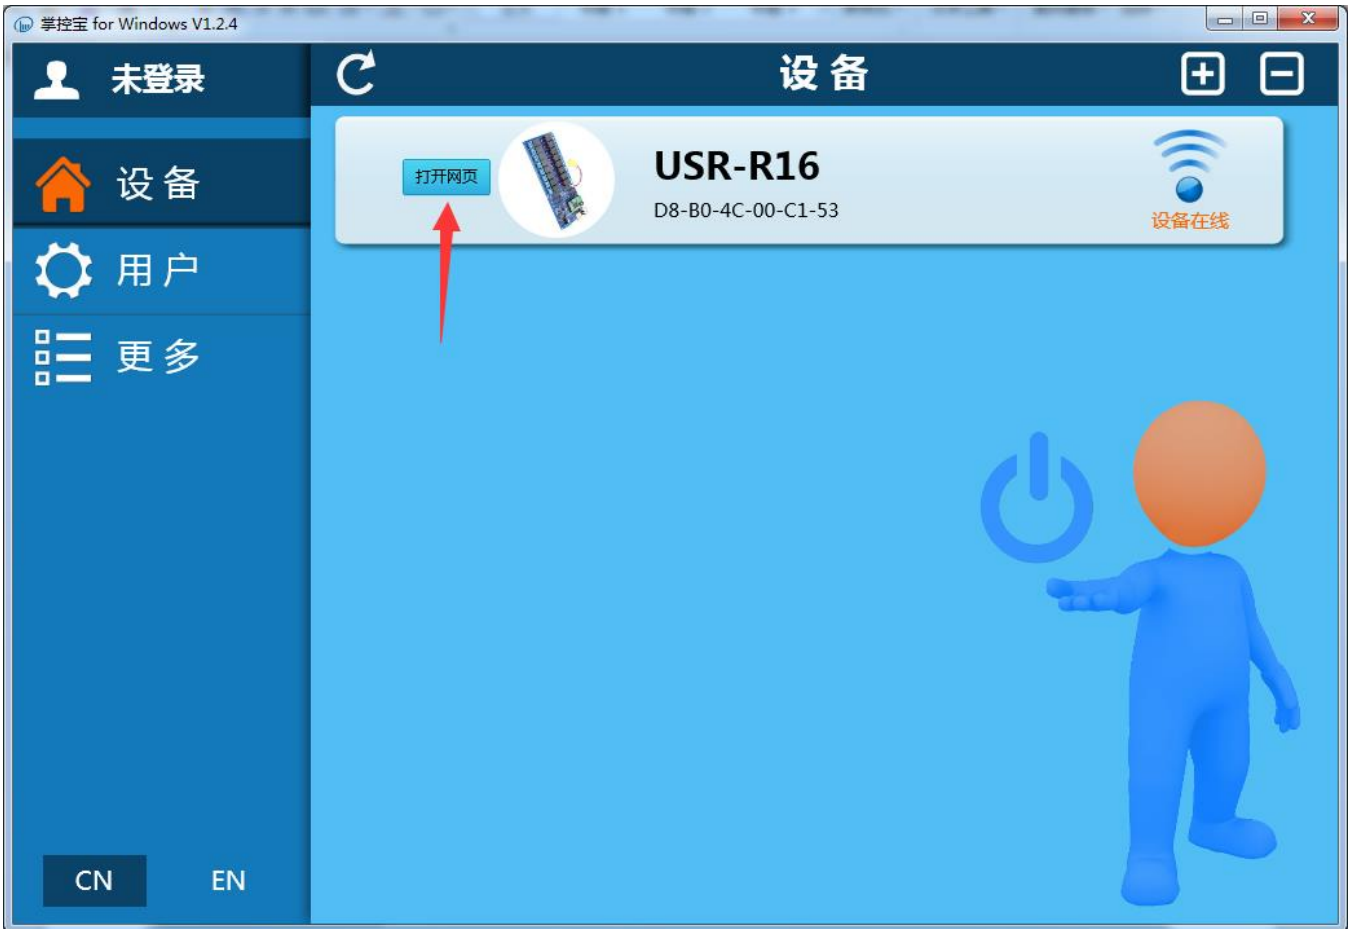 掌控宝 for Windows V1.2.4
未登录
设备
设备
用户
更多
CN
EN
打开网页
USR-R16
D8-B0-4C-00-C1-53
设备在线